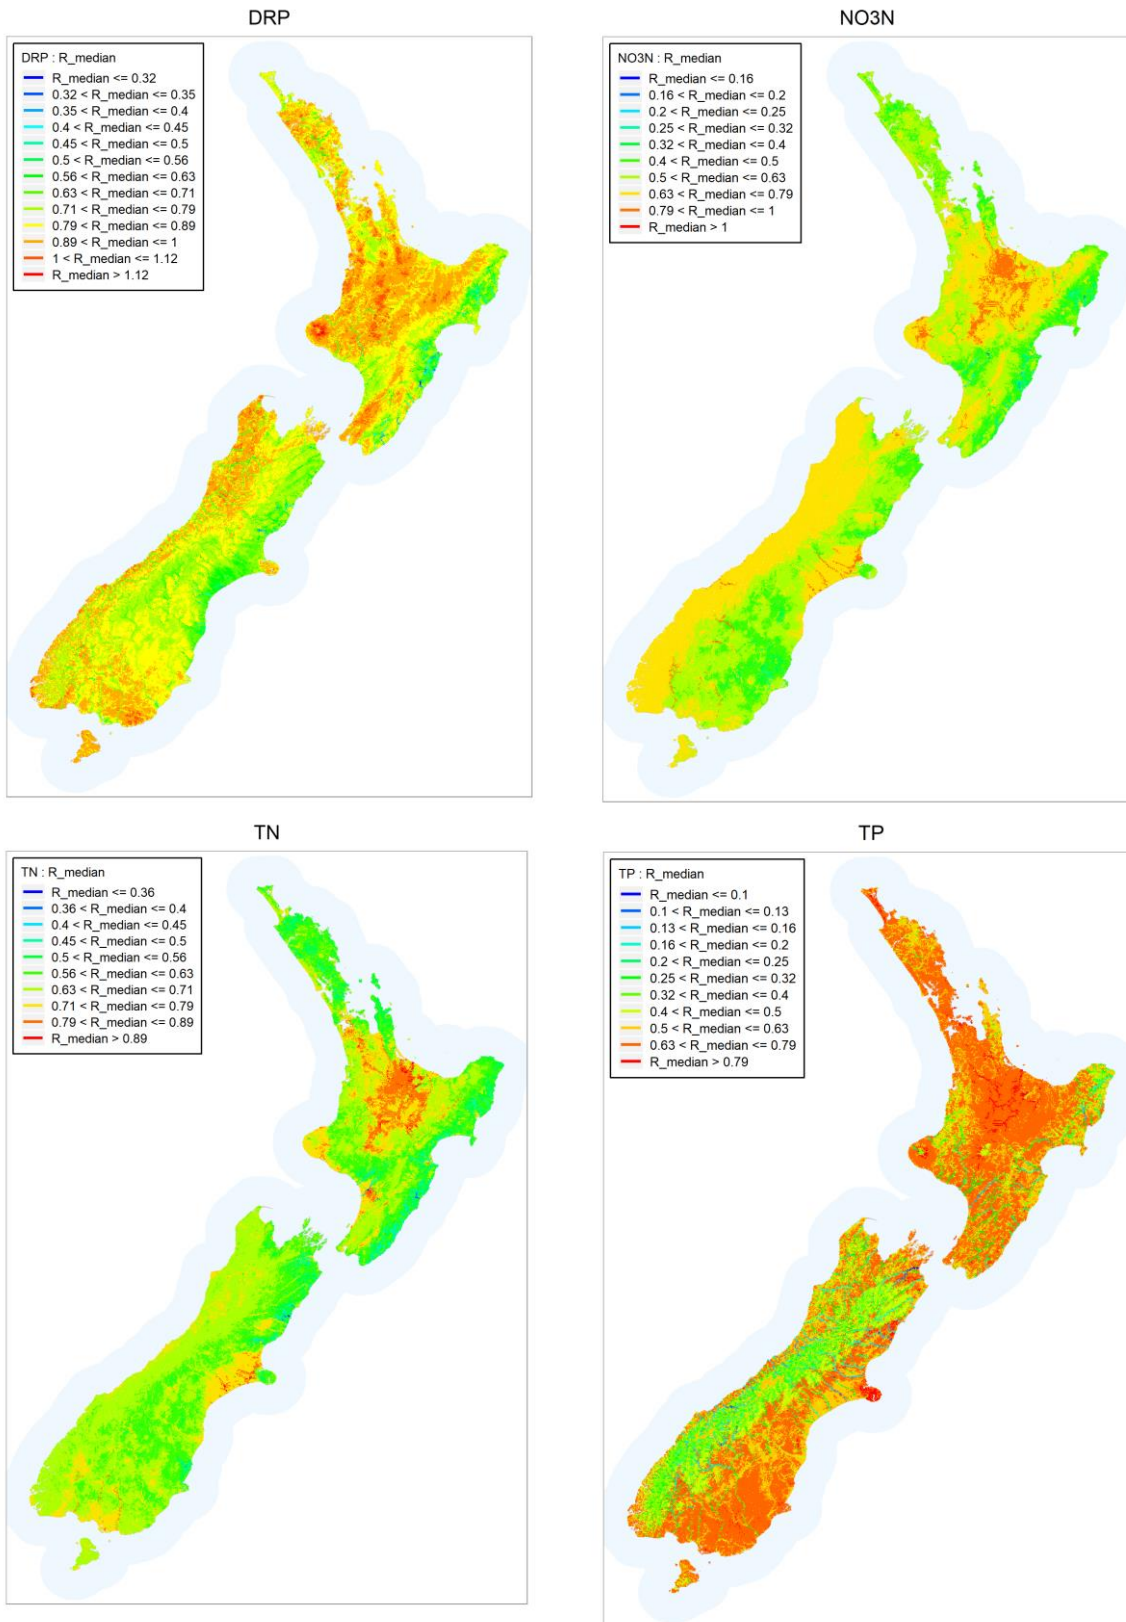 DRP
DRP : R_median
R_median <= 0.32
0.32 < R_median <= 0.35
0.35 < R_median <= 0.4
0.4 < R_median <= 0.45
0.45 < R_median <= 0.5
0.5 < R_median <= 0.56
0.56 < R_median <= 0.63
0.63 < R_median <= 0.71
0.71 < R_median <= 0.79
0.79 < R_median <= 0.89
0.89 < R_median <= 1
1 < R_median <= 1.12
R_median > 1.12
NO3N
NO3N : R_median
R_median <= 0.16
0.16 < R_median <= 0.2
0.2 < R_median <= 0.25
0.25 < R_median <= 0.32
0.32 < R_median <= 0.4
0.4 < R_median <= 0.5
0.5 < R_median <= 0.63
0.63 < R_median <= 0.79
0.79 < R_median <= 1
R_median > 1
TN
TN : R_median
R_median <= 0.36
0.36 < R_median <= 0.4
0.4 < R_median <= 0.45
0.45 < R_median <= 0.5
0.5 < R_median <= 0.56
0.56 < R_median <= 0.63
0.63 < R_median <= 0.71
0.71 < R_median <= 0.79
0.79 < R_median <= 0.89
R_median > 0.89
TP
TP : R_median
R_median <= 0.1
0.1 < R_median <= 0.13
0.13 < R_median <= 0.16
0.16 < R_median <= 0.2
0.2 < R_median <= 0.25
0.25 < R_median <= 0.32
0.32 < R_median <= 0.4
0.4 < R_median <= 0.5
0.5 < R_median <= 0.63
0.63 < R_median <= 0.79
R_median > 0.79